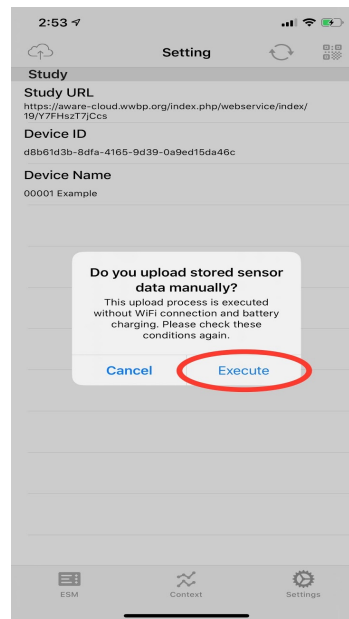 2:53
Setting
Study
Study URL
https://aware-cloud.wwbp.org/index.php/webservice/index/
19/Y7FHszT7jCcs
Device ID
d8b61d3b-8dfa-4165-9d39-0a9ed15da46c
Device Name
00001 Example
Do you upload stored sensor
data manually?
This upload process is executed
without WiFi connection and battery
charging. Please check these
conditions again.
Cancel Execute
ESM Context Settings